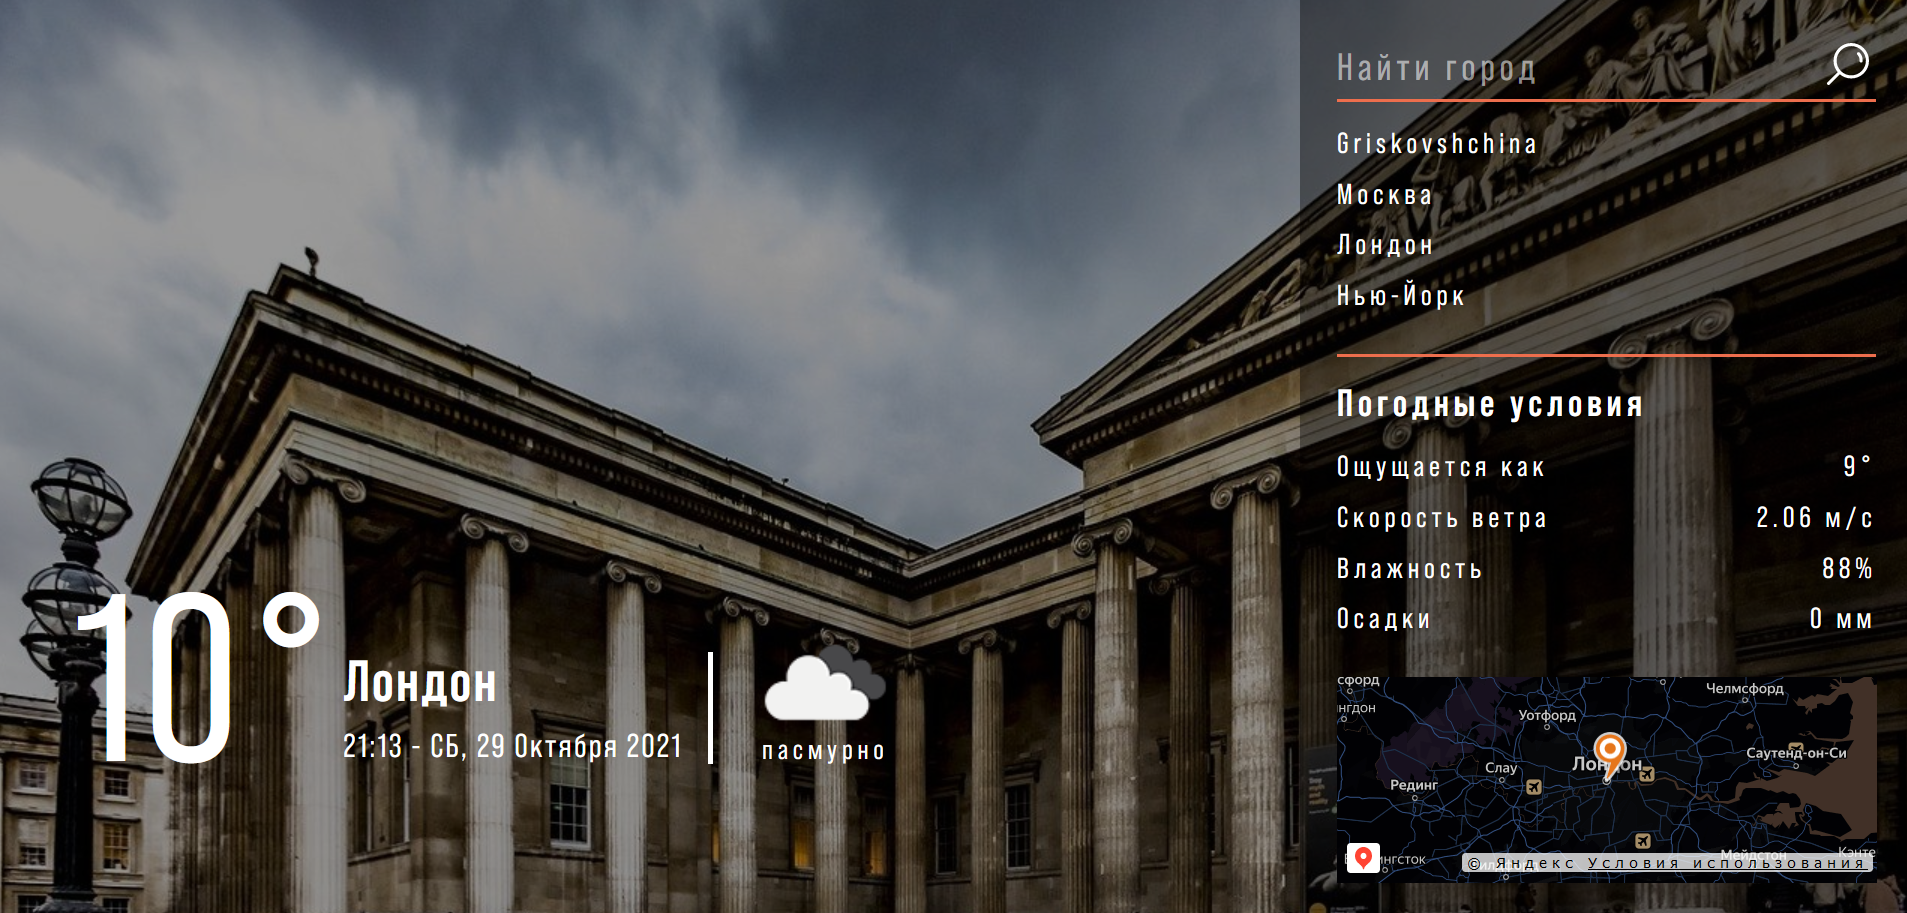 Найти город
Griskovshchina
Москва
Лондон
Нью-Йорк
Погодные условия
Ощущается как 9°
Скорость ветра 2.06 м/с
Влажность 88%
Осадки 0 мм
10°
Лондон
21:13 - СБ, 29 Октября 2021
пасмурно
сфорд
нгдон
Челмсфорд
Уотфорд
Саутенд-он-Си
Лондон
Слау
Рединг
нгсток
Мейдстон
Кэнте
© Яндекс Условия использования